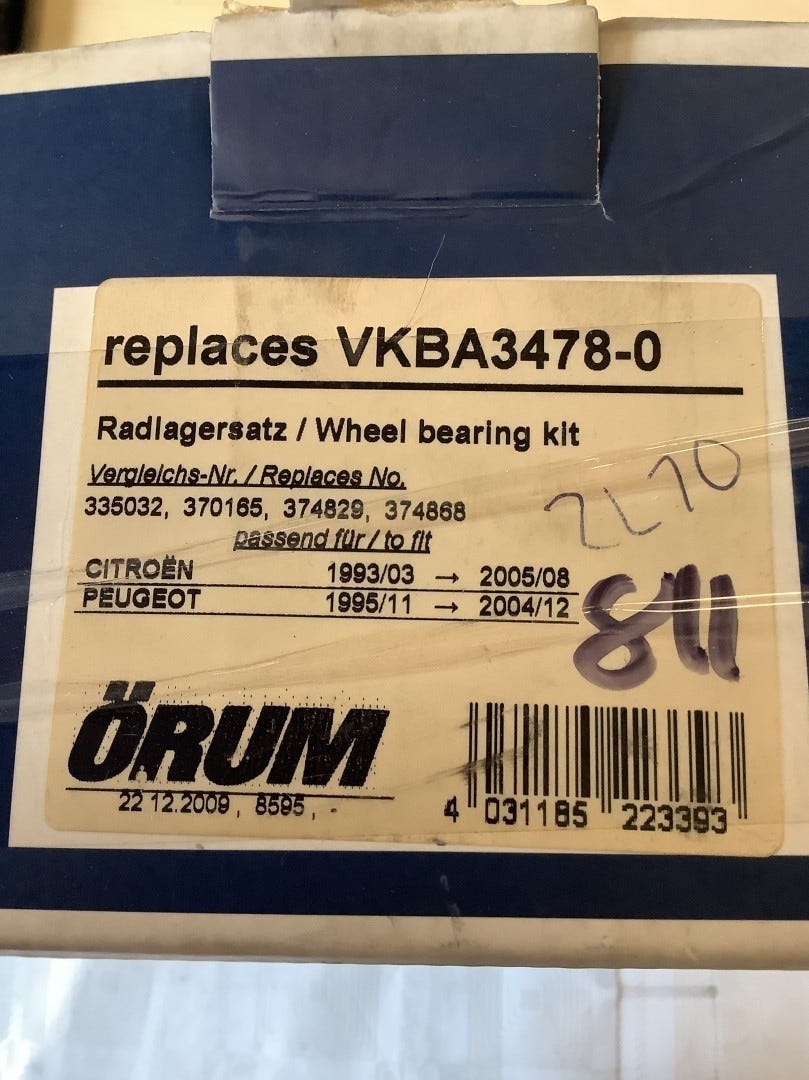 replaces VKBA3478-0
Radlagersatz / Wheel bearing kit
Vergleichs-Nr. / Replaces No.
335032, 370165, 374829, 374868
passend für / to fit
CITROËN 1993/03 → 2005/08
PEUGEOT 1995/11 → 2004/12
811
ÖRUM
22.12.2009, 8595, -
4 031185 223393